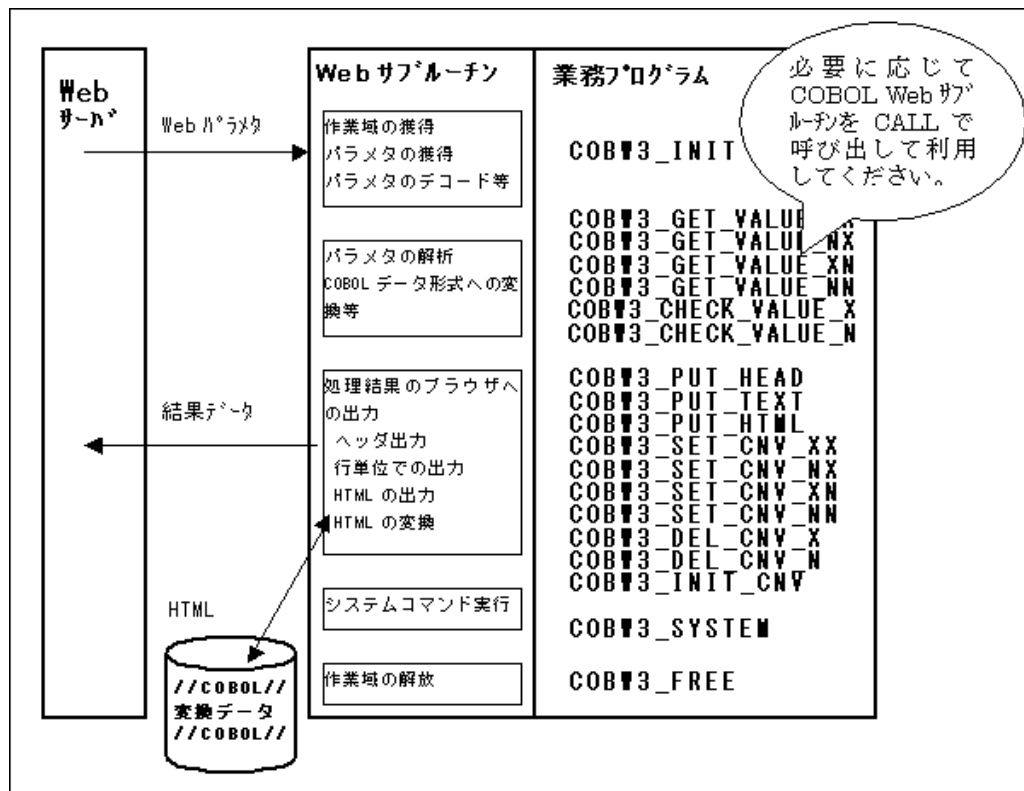 Web
ｻｰﾊﾞ
Web ﾊﾟﾗﾒﾀ
結果ﾃﾞｰﾀ
HTML
//COBOL//
変換データ
//COBOL//
Web ｻﾌﾞﾙｰﾁﾝ
作業域の獲得
パラメタの獲得
パラメタのデコード等
パラメタの解析
COBOL データ形式への変
換等
処理結果のブラウザへ
の出力
ヘッダ出力
行単位での出力
HTML の出力
HTML の変換
システムコマンド実行
作業域の解放
業務ﾌﾟﾛｸﾞﾗﾑ
COBW3_INIT
COBW3_GET_VALUE
COBW3_GET_VALUE_NX
COBW3_GET_VALUE_XN
COBW3_GET_VALUE_NN
COBW3_CHECK_VALUE_X
COBW3_CHECK_VALUE_N
COBW3_PUT_HEAD
COBW3_PUT_TEXT
COBW3_PUT_HTML
COBW3_SET_CNV_XX
COBW3_SET_CNV_NX
COBW3_SET_CNV_XN
COBW3_SET_CNV_NN
COBW3_DEL_CNV_X
COBW3_DEL_CNV_N
COBW3_INIT_CNV
COBW3_SYSTEM
COBW3_FREE
必要に応じて
COBOL Web ｻﾌﾞ
ﾙｰﾁﾝを CALL で
呼び出して利用
してください。